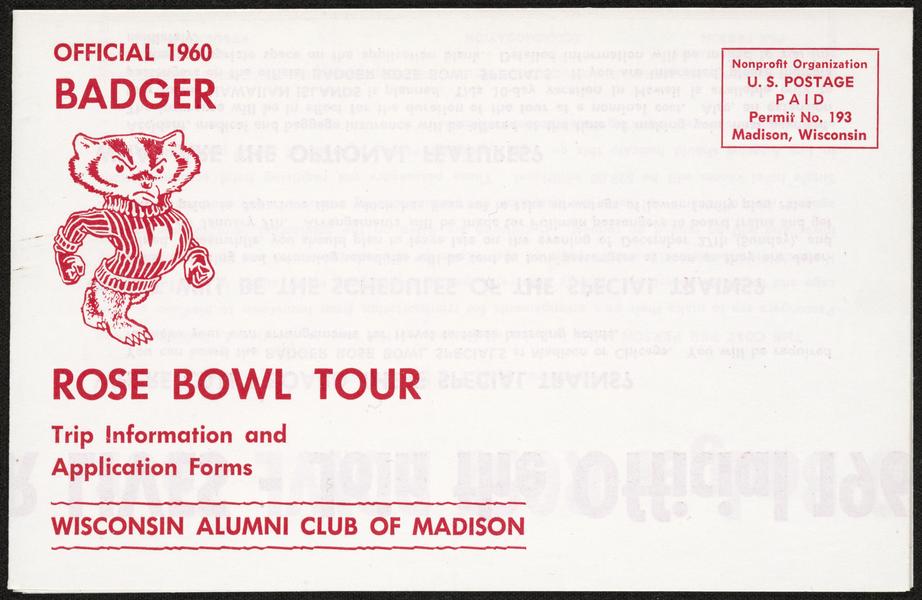 OFFICIAL 1960
BADGER
Nonprofit Organization
U.S. POSTAGE
PAID
Permit No. 193
Madison, Wisconsin
ROSE BOWL TOUR
Trip Information and
Application Forms
WISCONSIN ALUMNI CLUB OF MADISON